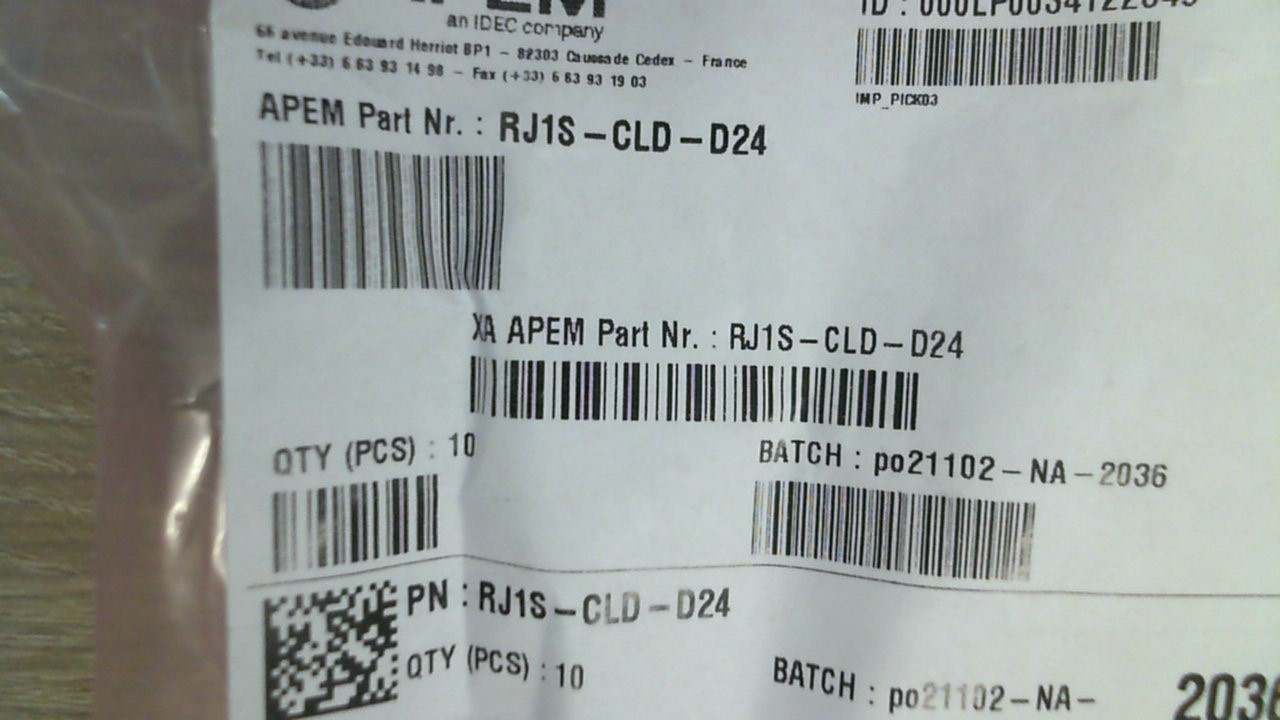 an IDEC company
66 avenue Edouard Herriot BP1 – 82303 Caussade Cedex – France
Tel (+33) 5 63 93 14 98 – Fax (+33) 5 63 93 19 03
IMP_PICK03
APEM Part Nr. : RJ1S–CLD–D24
XA APEM Part Nr. : RJ1S–CLD–D24
QTY (PCS) : 10
BATCH : po21102–NA–2036
PN : RJ1S–CLD–D24
QTY (PCS) : 10
BATCH : po21102–NA–